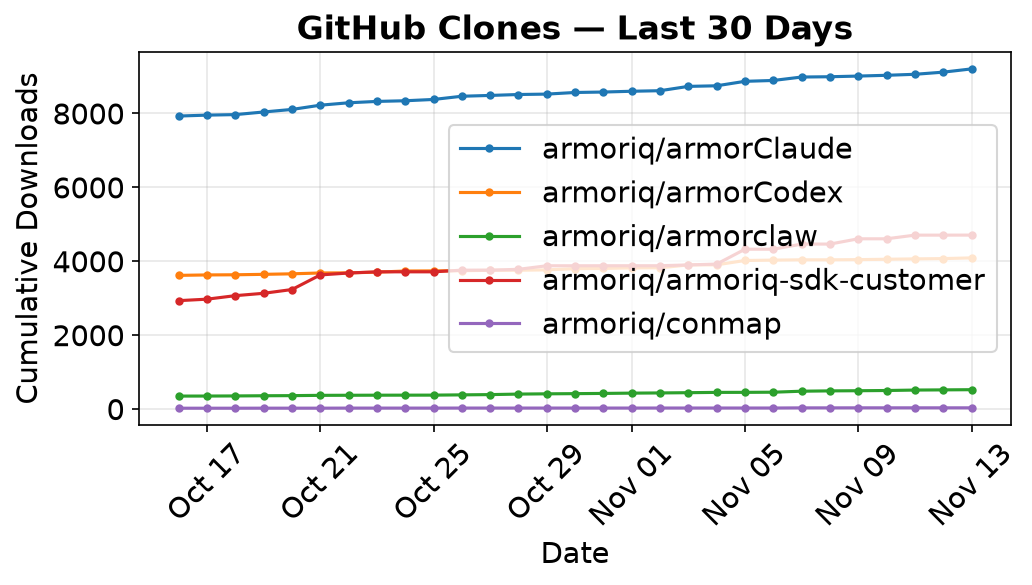 GitHub Clones — Last 30 Days
Cumulative Downloads
8000
6000
4000
2000
0
armoriq/armorClaude
armoriq/armorCodex
armoriq/armorclaw
armoriq/armoriq-sdk-customer
armoriq/conmap
Oct 17
Oct 21
Oct 25
Oct 29
Nov 01
Nov 05
Nov 09
Nov 13
Date